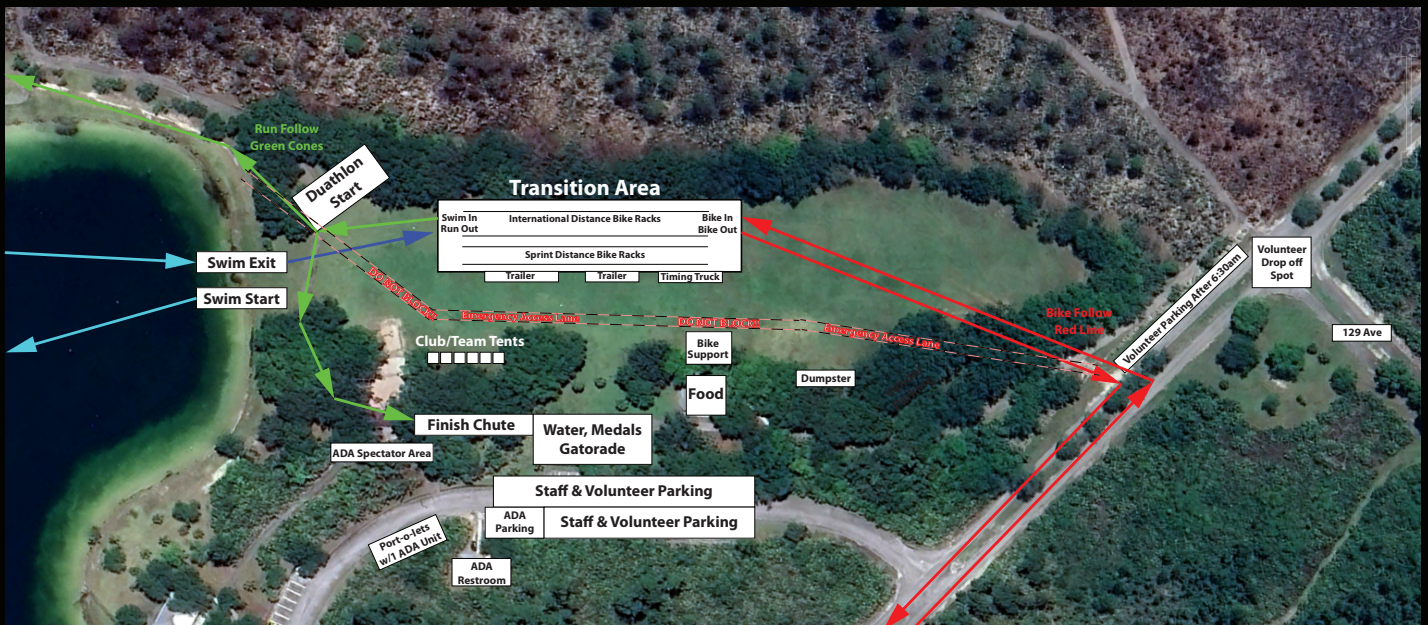 Run Follow
Green Cones
Duathlon
Start
Transition Area
Swim In
Run Out
International Distance Bike Racks
Bike In
Bike Out
Sprint Distance Bike Racks
Trailer
Trailer
Timing Truck
Swim Exit
Swim Start
DO NOT BLOCK!!
Emergency Access Lane
DO NOT BLOCK!!
Emergency Access Lane
Bike Follow
Red Line
Volunteer Parking After 6:30am
Volunteer
Drop off
Spot
129 Ave
Club/Team Tents
Bike
Support
Dumpster
Food
Finish Chute
Water, Medals
Gatorade
ADA Spectator Area
Staff & Volunteer Parking
ADA
Parking
Staff & Volunteer Parking
Port-o-lets
w/1 ADA Unit
ADA
Restroom